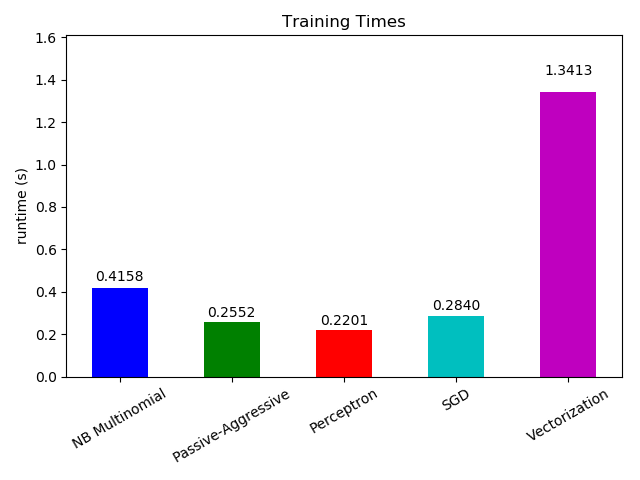 Training Times
runtime (s)
1.6
1.4
1.2
1.0
0.8
0.6
0.4
0.2
0.0
0.4158
0.2552
0.2201
0.2840
1.3413
NB Multinomial
Passive-Aggressive
Perceptron
SGD
Vectorization